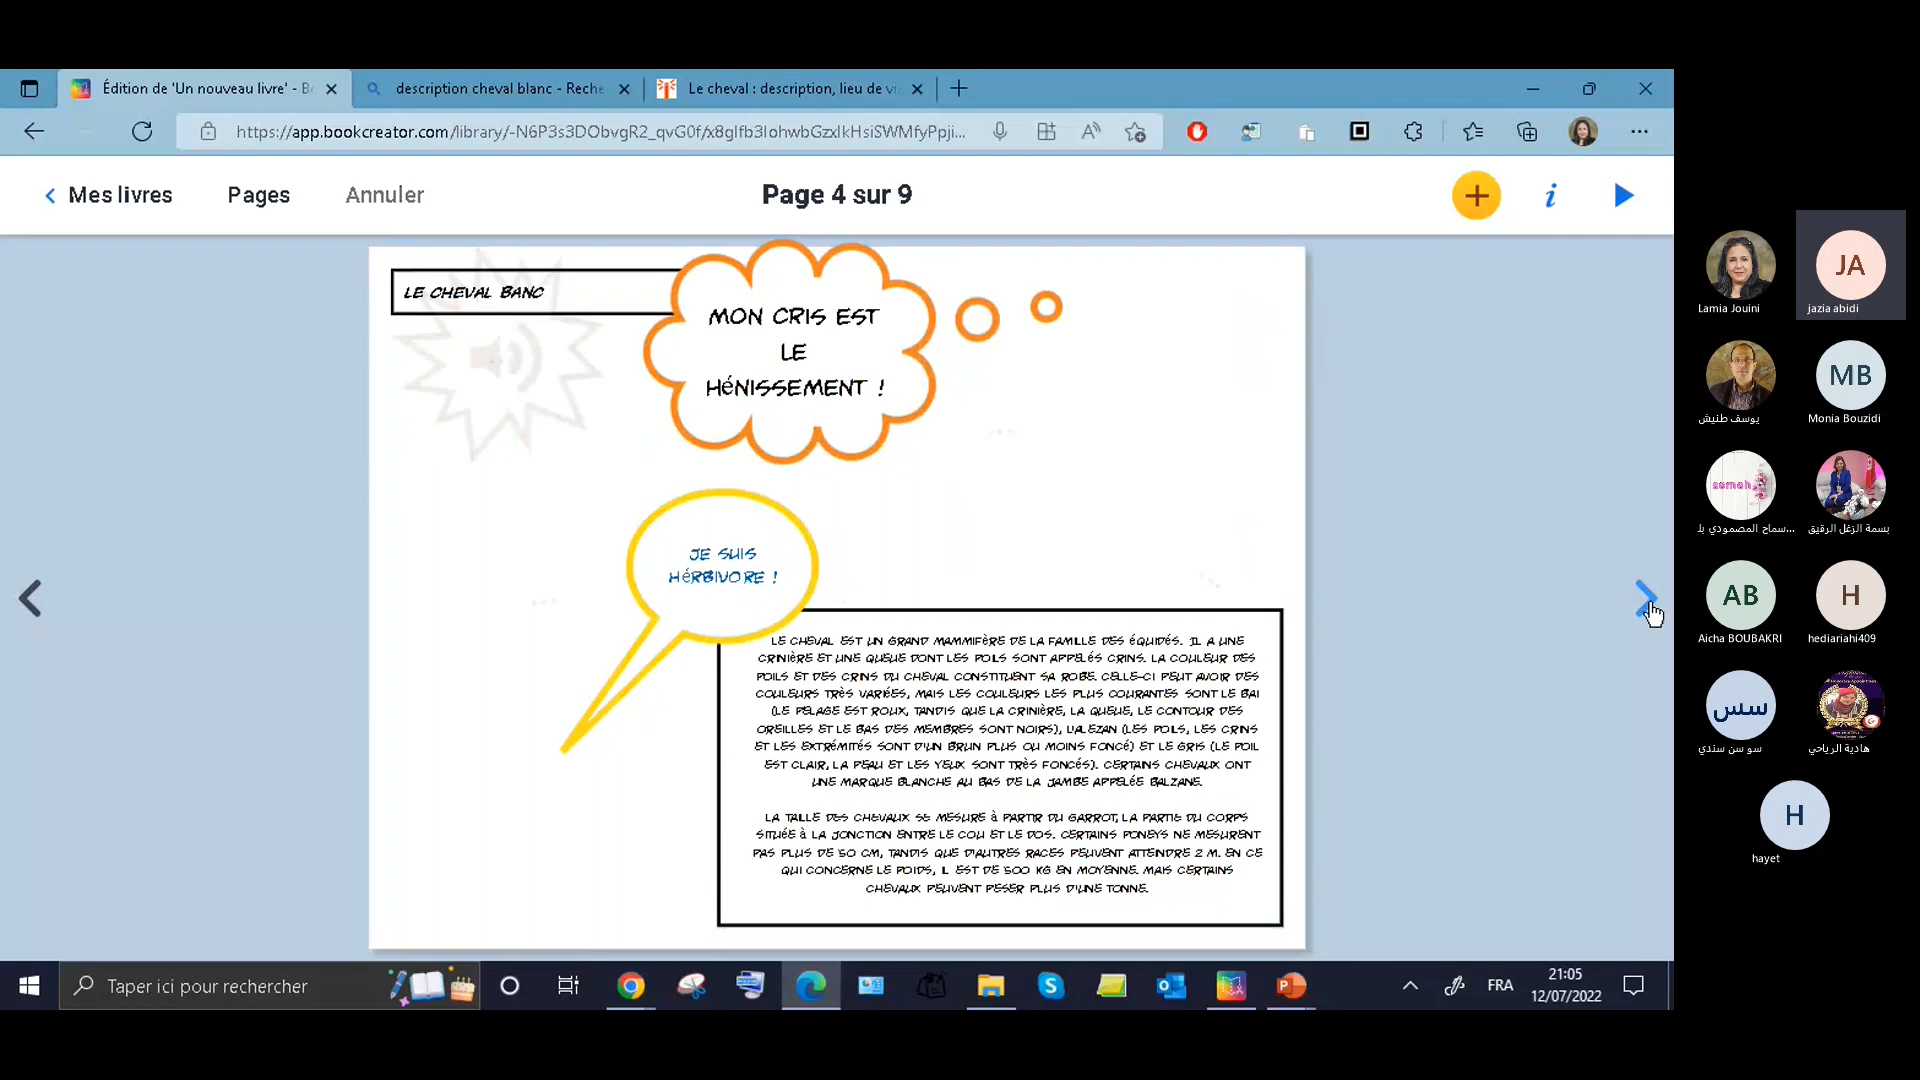 Édition de 'Un nouveau livre' - B
description cheval blanc - Reche
Le cheval : description, lieu de vi
https://app.bookcreator.com/library/-N6P3s3DObvgR2_qvG0f/x8glfb3IohwbGzxlkHsiSWMfyPpji...
Mes livres
Pages
Annuler
Page 4 sur 9
LE CHEVAL BANC
MON CRIS EST
LE
HÉNISSEMENT !
JE SUIS
HÉRBIVORE !
LE CHEVAL EST UN GRAND MAMMIFÈRE DE LA FAMILLE DES ÉQUIDÉS. IL A UNE
CRINIÈRE ET UNE QUEUE DONT LES POILS SONT APPELÉS CRINS. LA COULEUR DES
POILS ET DES CRINS DU CHEVAL CONSTITUENT SA ROBE. CELLE-CI PEUT AVOIR DES
COULEURS TRÈS VARIÉES, MAIS LES COULEURS LES PLUS COURANTES SONT LE BAI
(LE PELAGE EST ROUX, TANDIS QUE LA CRINIÈRE, LA QUEUE, LE CONTOUR DES
OREILLES ET LE BAS DES MEMBRES SONT NOIRS), L'ALEZAN (LES POILS, LES CRINS
ET LES EXTRÉMITÉS SONT D'UN BRUN PLUS OU MOINS FONCÉ) ET LE GRIS (LE POIL
EST CLAIR, LA PEAU ET LES YEUX SONT TRÈS FONCÉS). CERTAINS CHEVAUX ONT
UNE MARQUE BLANCHE AU BAS DE LA JAMBE APPELÉE BALZANE.
LA TAILLE DES CHEVAUX SE MESURE À PARTIR DU GARROT, LA PARTIE DU CORPS
SITUÉE À LA JONCTION ENTRE LE COU ET LE DOS. CERTAINS PONEYS NE MESURENT
PAS PLUS DE 50 CM, TANDIS QUE D'AUTRES RACES PEUVENT ATTEINDRE 2 M. EN CE
QUI CONCERNE LE POIDS, IL EST DE 500 KG EN MOYENNE. MAIS CERTAINS
CHEVAUX PEUVENT PESER PLUS D'UNE TONNE.
Taper ici pour rechercher
FRA
21:05
12/07/2022
Lamia Jouini
JA
jazia abidi
يوسف طنيش
MB
Monia Bouzidi
samah
سماح المصمودي بل...
بسمة الزغل الرقيق
AB
Aicha BOUBAKRI
H
hediariahi409
سس
سو سن سندي
هادية الرياحي
H
hayet